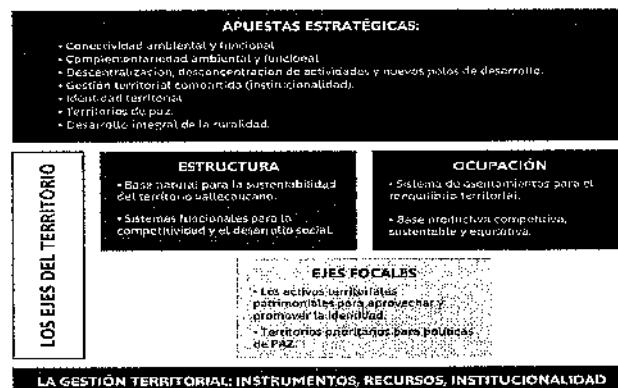 APUESTAS ESTRATÉGICAS:
• Conectividad ambiental y funcional
• Complementariedad ambiental y funcional
• Descentralización, desconcentración de actividades y nuevos polos de desarrollo.
• Gestión territorial compartida (institucionalidad).
• Identidad territorial
• Territorios de paz.
• Desarrollo integral de la ruralidad.
LOS EJES DEL TERRITORIO
ESTRUCTURA
• Base natural para la sustentabilidad
del territorio vallecaucano.
• Sistemas funcionales para la
competitividad y el desarrollo social.
OCUPACIÓN
• Sistema de asentamientos para el
reequilibrio territorial.
• Base productiva competitiva,
sustentable y equitativa.
EJES FOCALES
• Los activos territoriales
patrimoniales para aprovechar y
promover la identidad.
• Territorios prioritarios para políticas
de PAZ.
LA GESTIÓN TERRITORIAL: INSTRUMENTOS, RECURSOS, INSTITUCIONALIDAD